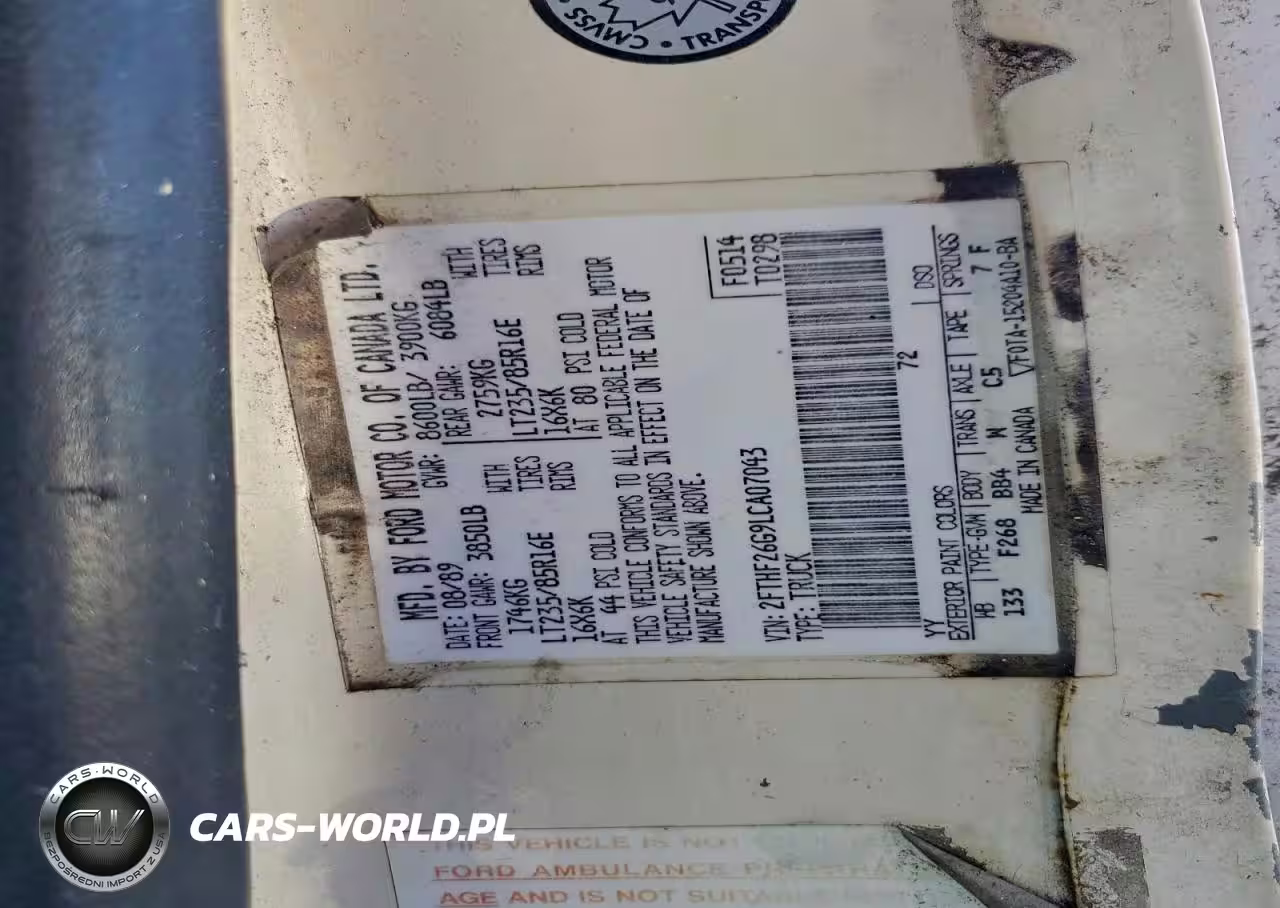 CMVSS • TRANSP
MFD. BY FORD MOTOR CO. OF CANADA LTD.
DATE: 08/89 GVWR: 8600LB/ 3900KG
FRONT GAWR: 3850LB REAR GAWR: 6084LB
1746KG WITH 2759KG WITH
LT235/85R16E TIRES LT235/85R16E TIRES
16X6K RIMS 16X6K RIMS
AT 44 PSI COLD AT 80 PSI COLD
THIS VEHICLE CONFORMS TO ALL APPLICABLE FEDERAL MOTOR
VEHICLE SAFETY STANDARDS IN EFFECT ON THE DATE OF
MANUFACTURE SHOWN ABOVE.
F0514
T0298
VIN: 2FTHF26G9LCA07043
TYPE: TRUCK
72
YY DSO
EXTERIOR PAINT COLORS
WB TYPE-GVW BODY TRANS AXLE TAPE SPRINGS
133 F268 BB4 W C5 7 F
MADE IN CANADA F0TA-15204A10-BA
THIS VEHICLE IS NOT
FORD AMBULANCE
AGE AND IS NOT
CARS-WORLD
CW
BEZPOŚREDNI IMPORT Z USA
CARS-WORLD.PL